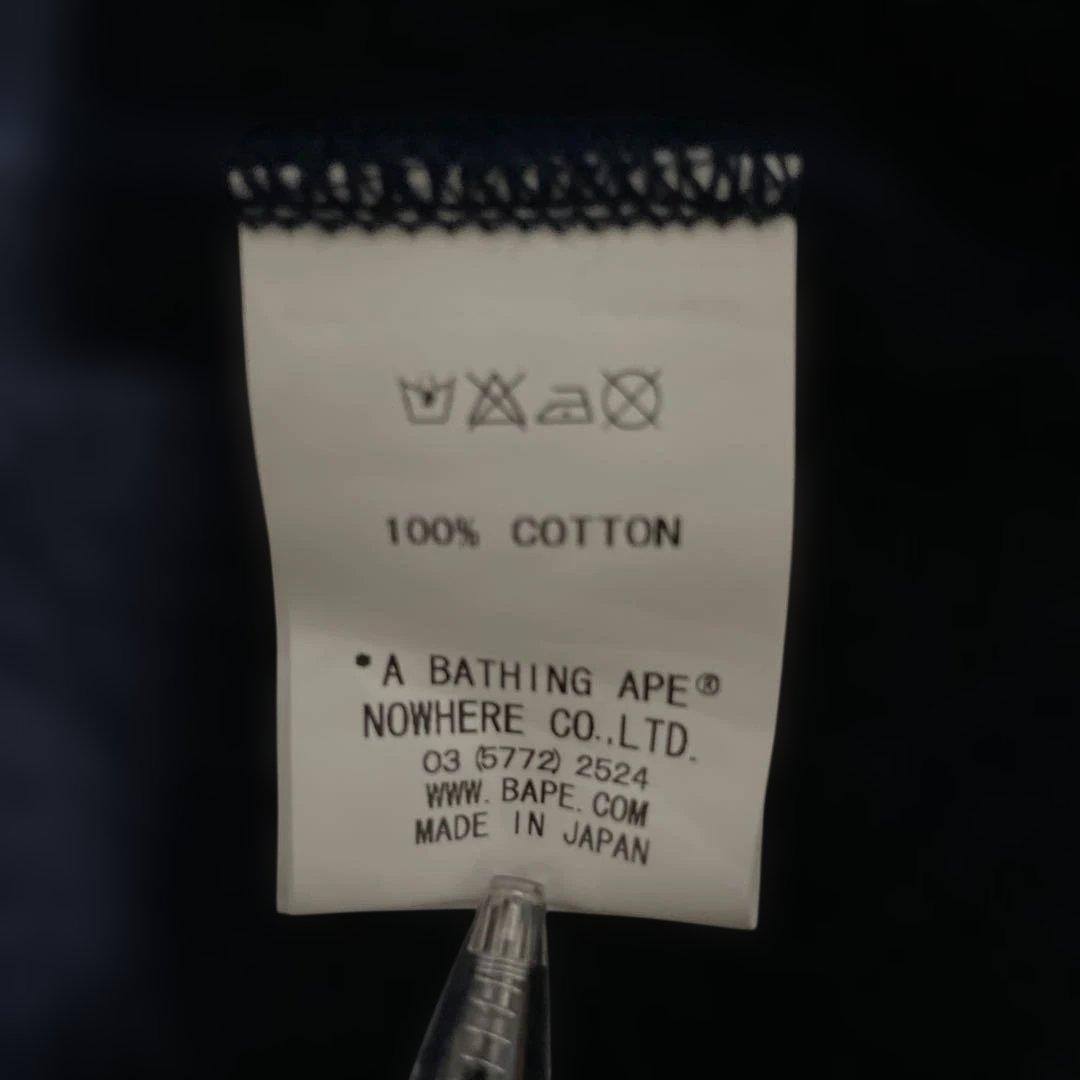 100% COTTON
*A BATHING APE®
NOWHERE CO.,LTD.
03 (5772) 2524
WWW. BAPE. COM
MADE IN JAPAN